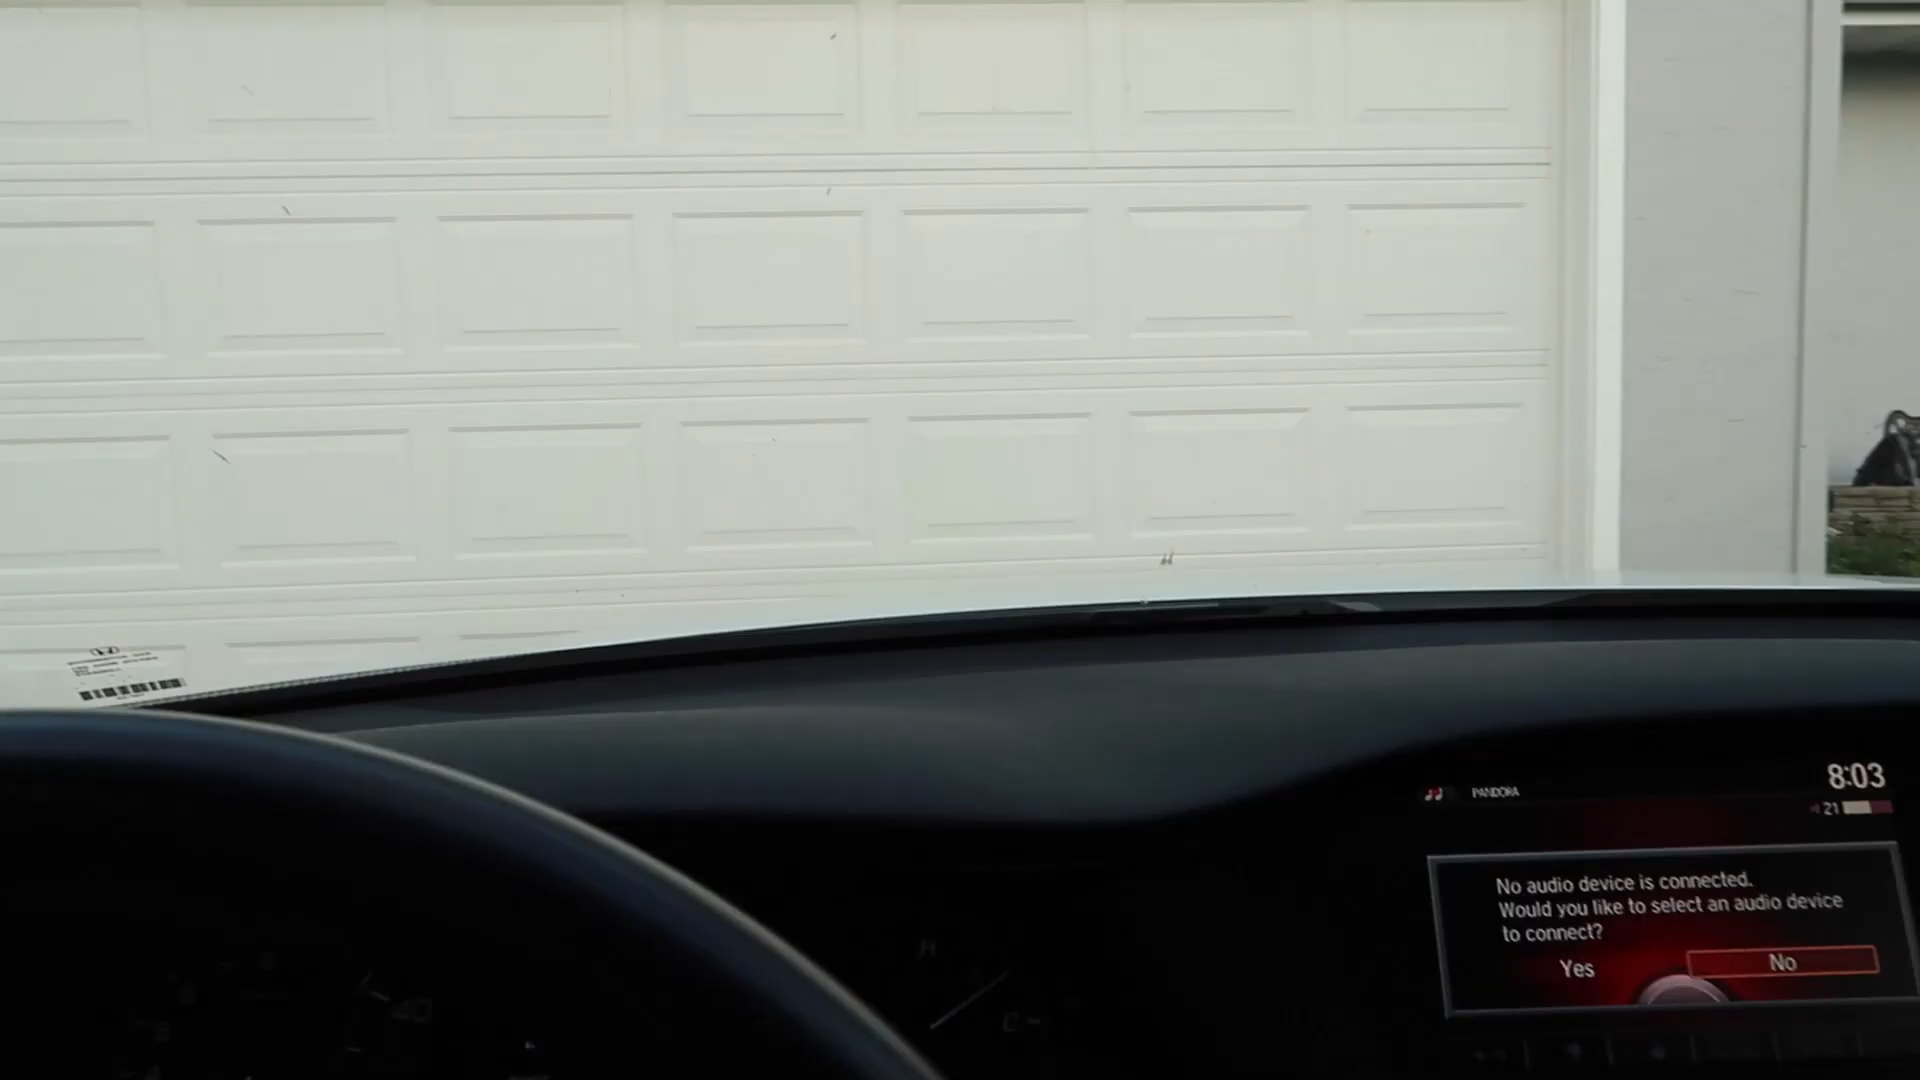 PANDORA
8:03
21
No audio device is connected.
Would you like to select an audio device
to connect?
Yes
No
H
C
40